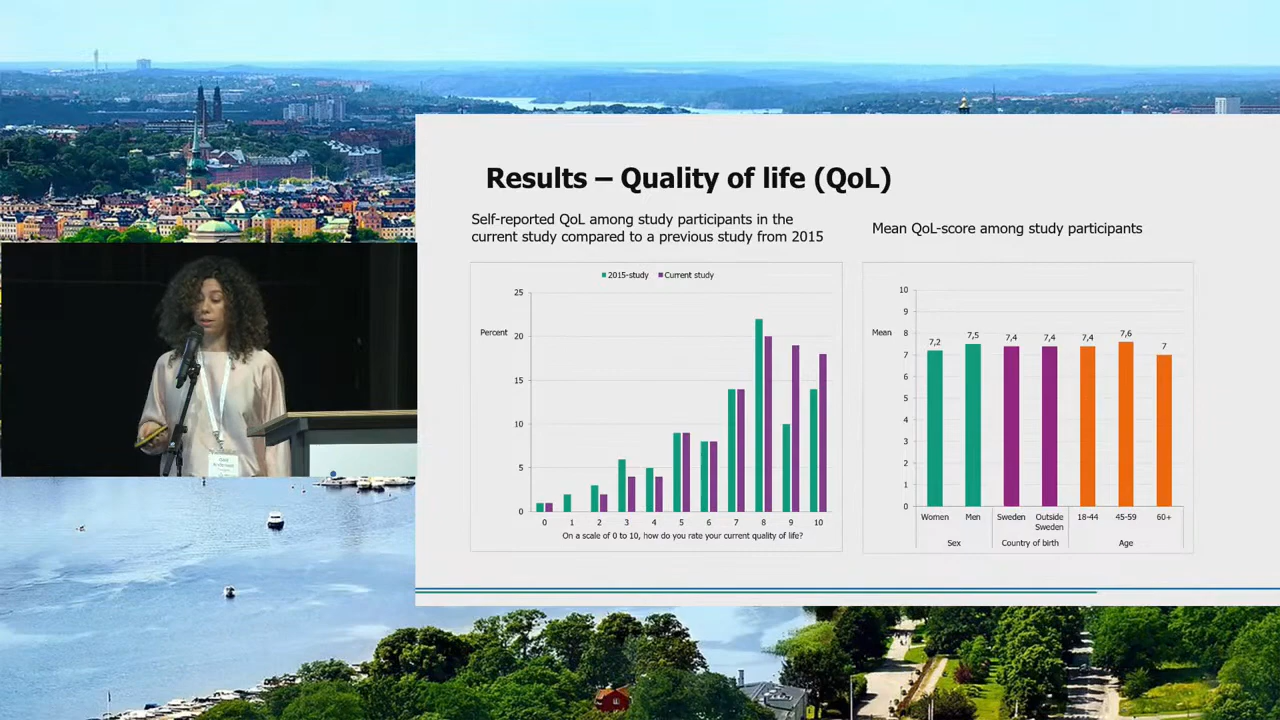 Results – Quality of life (QoL)
Self-reported QoL among study participants in the
current study compared to a previous study from 2015
Mean QoL-score among study participants
2015-study Current study
Percent
25
20
15
10
5
0
0 1 2 3 4 5 6 7 8 9 10
On a scale of 0 to 10, how do you rate your current quality of life?
Mean
10
9
8
7
6
5
4
3
2
1
0
7,2 7,5 7,4 7,4 7,4 7,6 7
Women Men Sweden Outside 18-44 45-59 60+
Sweden
Sex Country of birth Age